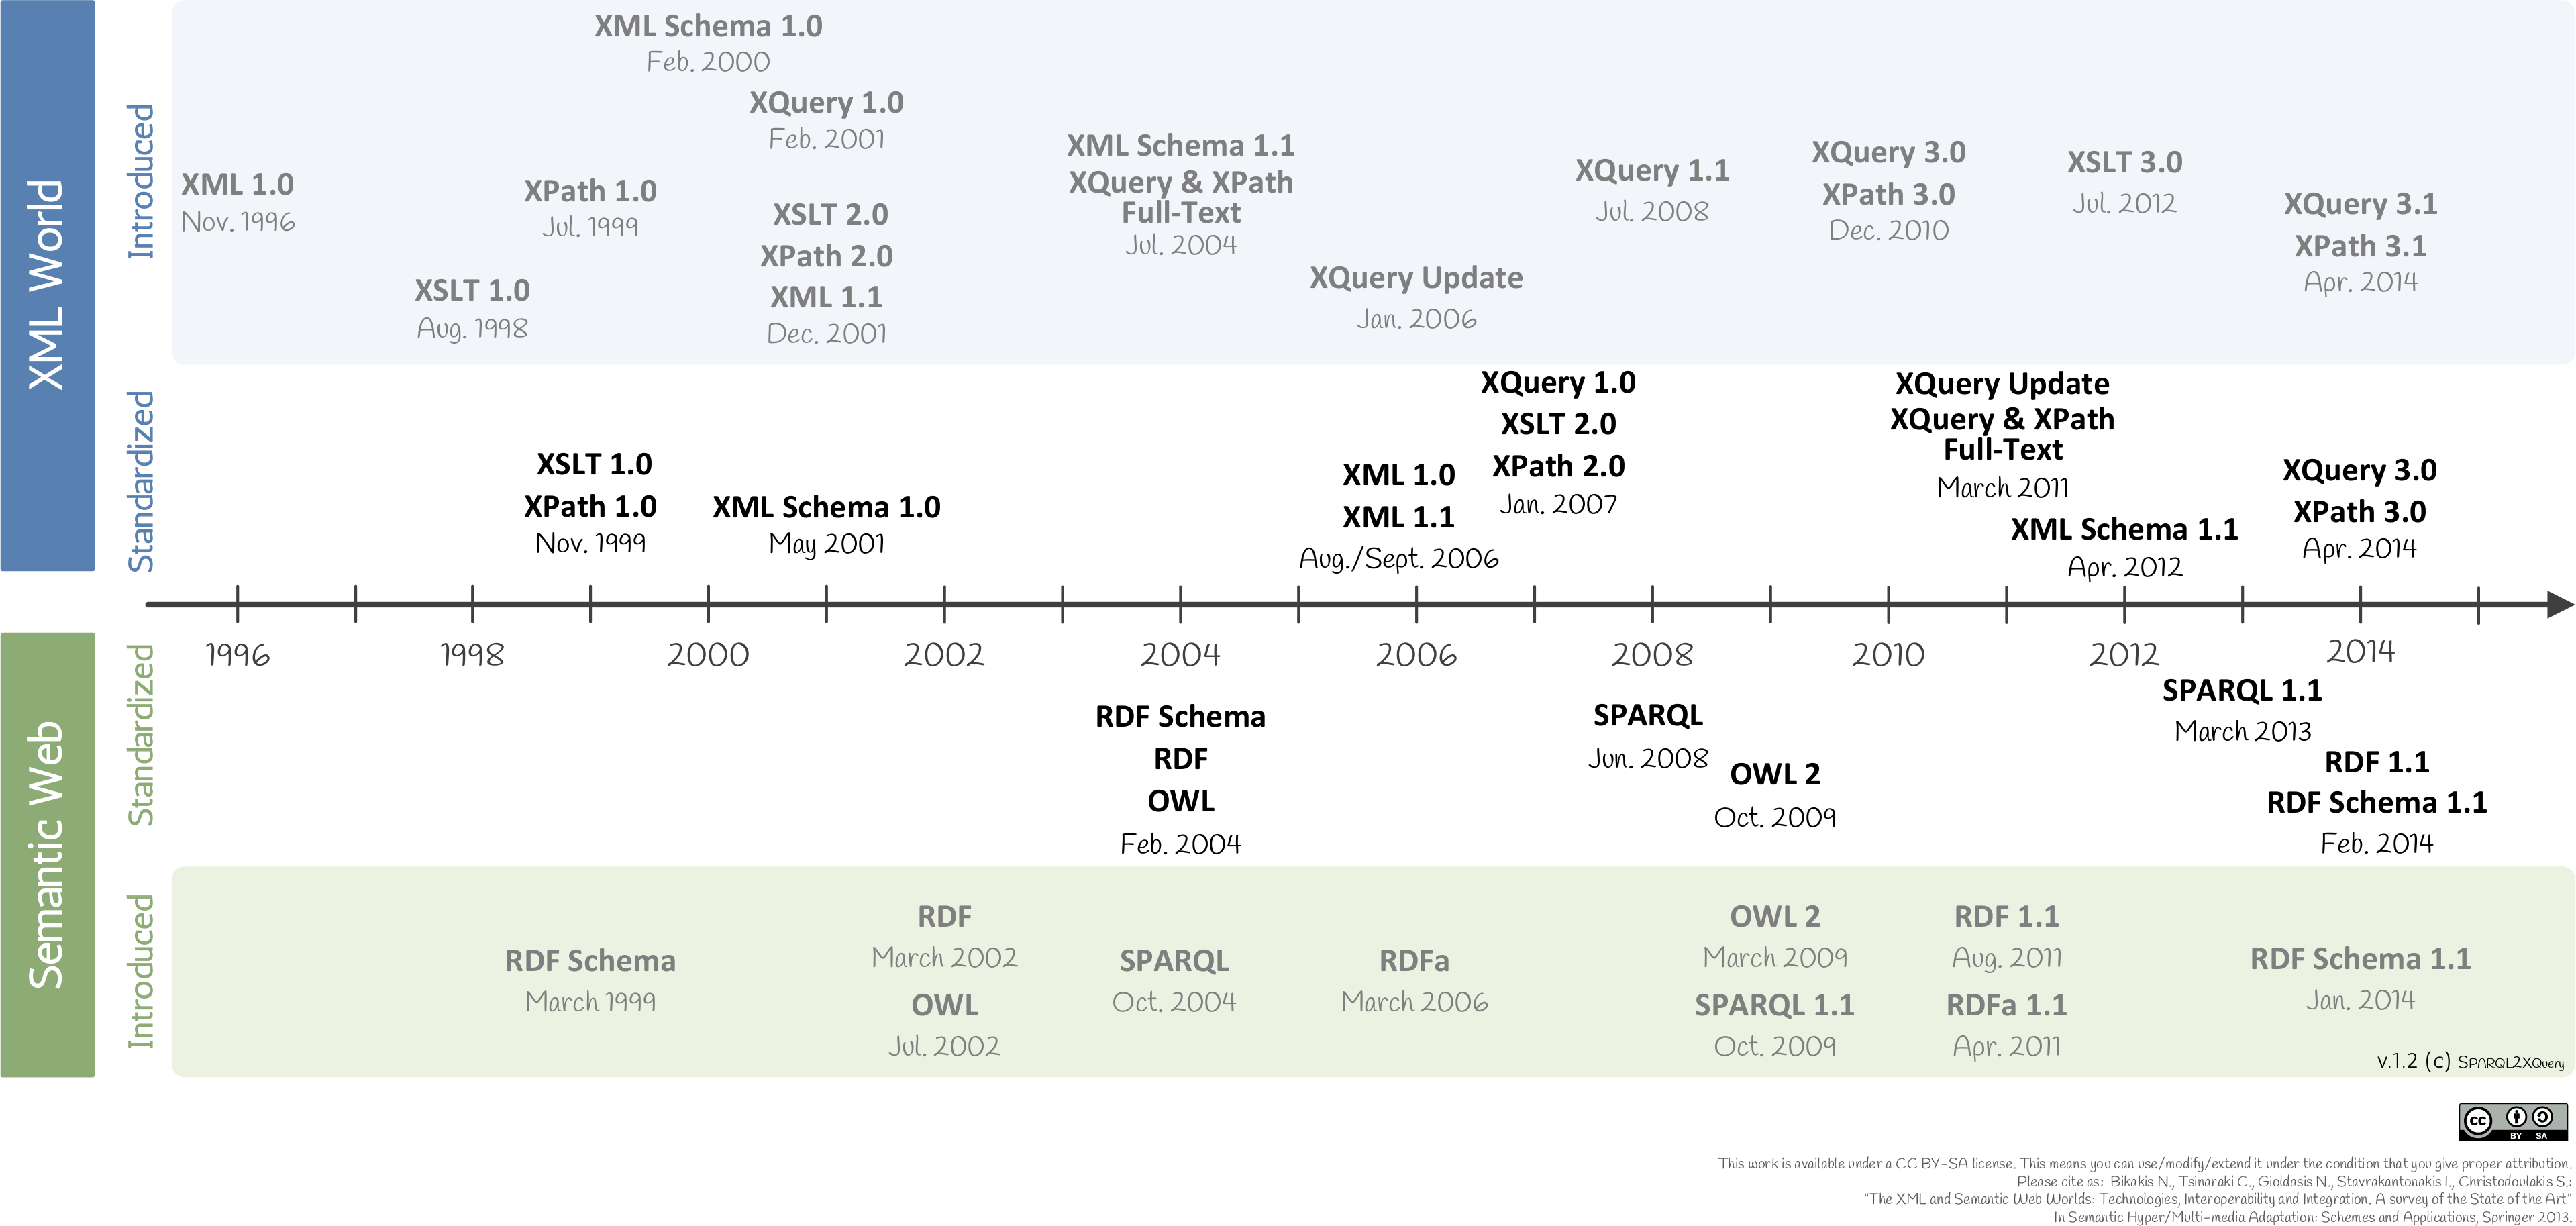 XML World
Introduced
XML Schema 1.0
Feb. 2000
XQuery 1.0
Feb. 2001
XML 1.0
Nov. 1996
XPath 1.0
Jul. 1999
XSLT 1.0
Aug. 1998
XSLT 2.0
XPath 2.0
XML 1.1
Dec. 2001
XML Schema 1.1
XQuery & XPath
Full-Text
Jul. 2004
XQuery Update
Jan. 2006
XQuery 1.1
Jul. 2008
XQuery 3.0
XPath 3.0
Dec. 2010
XSLT 3.0
Jul. 2012
XQuery 3.1
XPath 3.1
Apr. 2014
Standardized
XSLT 1.0
XPath 1.0
Nov. 1999
XML Schema 1.0
May 2001
XML 1.0
XML 1.1
Aug./Sept. 2006
XQuery 1.0
XSLT 2.0
XPath 2.0
Jan. 2007
XQuery Update
XQuery & XPath
Full-Text
March 2011
XML Schema 1.1
Apr. 2012
XQuery 3.0
XPath 3.0
Apr. 2014
1996 1998 2000 2002 2004 2006 2008 2010 2012 2014
Semantic Web
Standardized
RDF Schema
RDF
OWL
Feb. 2004
SPARQL
Jun. 2008
OWL 2
Oct. 2009
SPARQL 1.1
March 2013
RDF 1.1
RDF Schema 1.1
Feb. 2014
Introduced
RDF Schema
March 1999
RDF
March 2002
OWL
Jul. 2002
SPARQL
Oct. 2004
RDFa
March 2006
OWL 2
March 2009
SPARQL 1.1
Oct. 2009
RDF 1.1
Aug. 2011
RDFa 1.1
Apr. 2011
RDF Schema 1.1
Jan. 2014
v.1.2 (c) SPARQL2XQuery
cc BY SA
This work is available under a CC BY-SA license. This means you can use/modify/extend it under the condition that you give proper attribution.
Please cite as: Bikakis N., Tsinaraki C., Gioldasis N., Stavrakantonakis I., Christodoulakis S.:
"The XML and Semantic Web Worlds: Technologies, Interoperability and Integration. A survey of the State of the Art"
In Semantic Hyper/Multi-media Adaptation: Schemes and Applications, Springer 2013.